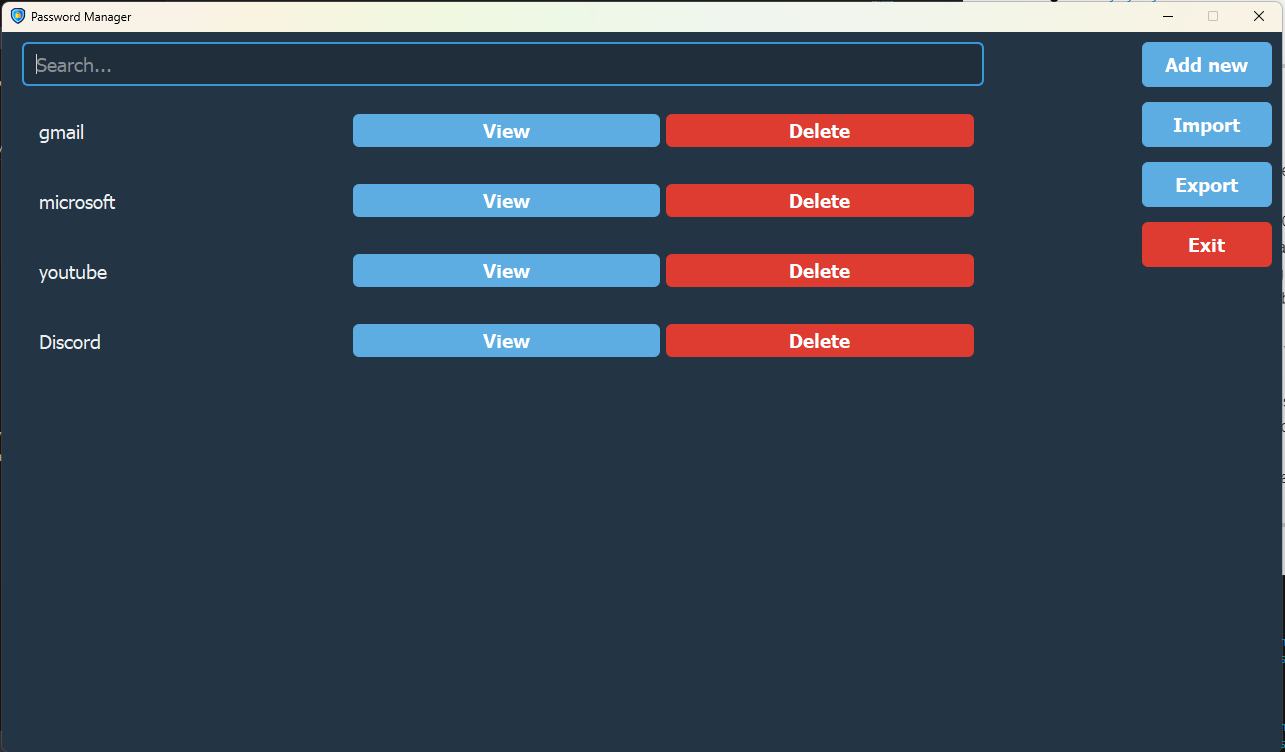 Password Manager
Search...
Add new
gmail View Delete
Import
microsoft View Delete
Export
Exit
youtube View Delete
Discord View Delete